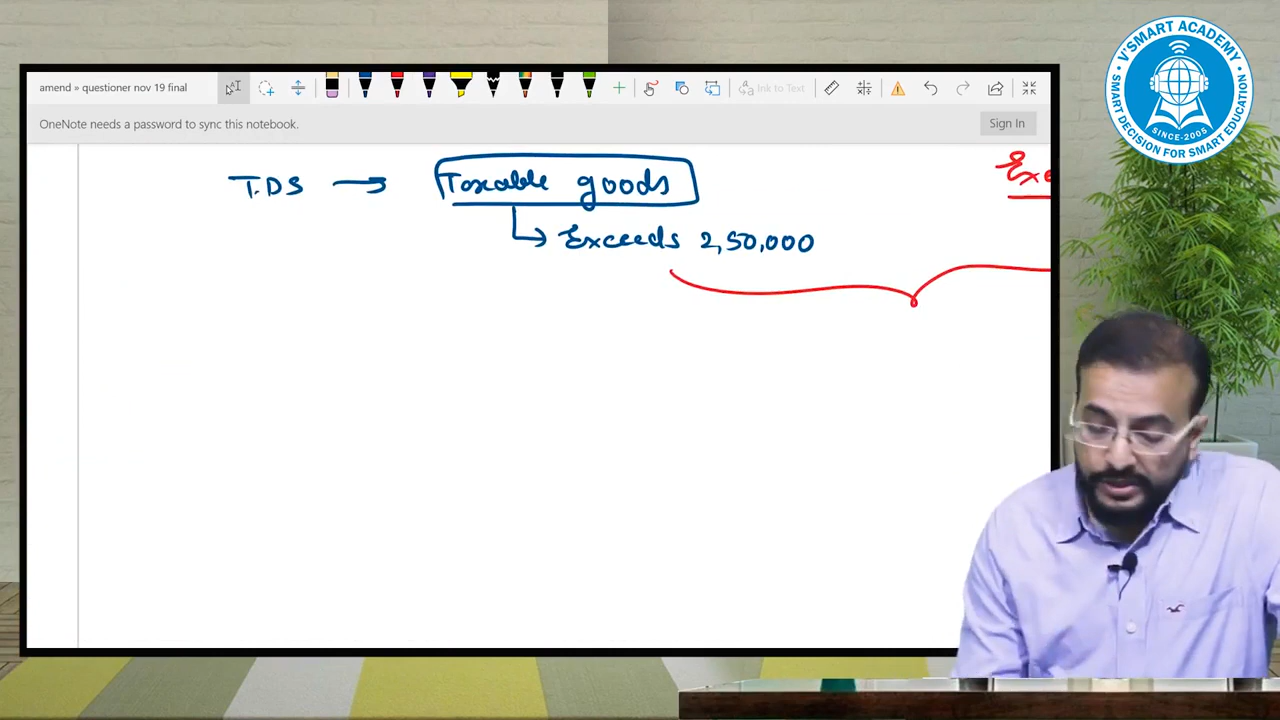 V'SMART ACADEMY
SMART DECISION FOR SMART EDUCATION
SINCE-2005
amend » questioner nov 19 final
Ink to Text
OneNote needs a password to sync this notebook.
Sign In
T.DS → Taxable goods
Exceeds 2,50,000